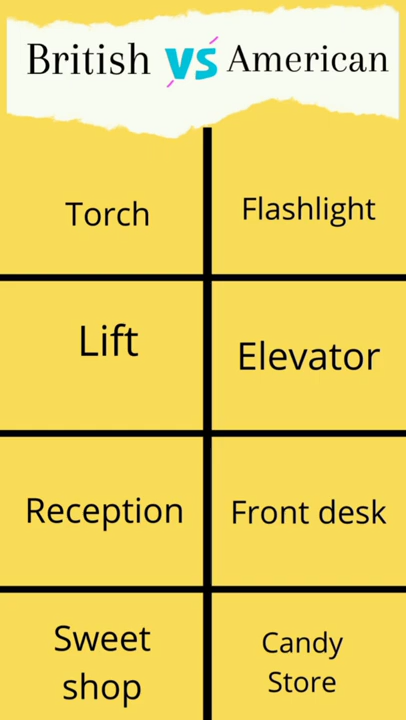 British vs American
Torch Flashlight
Lift Elevator
Reception Front desk
Sweet Candy
shop Store